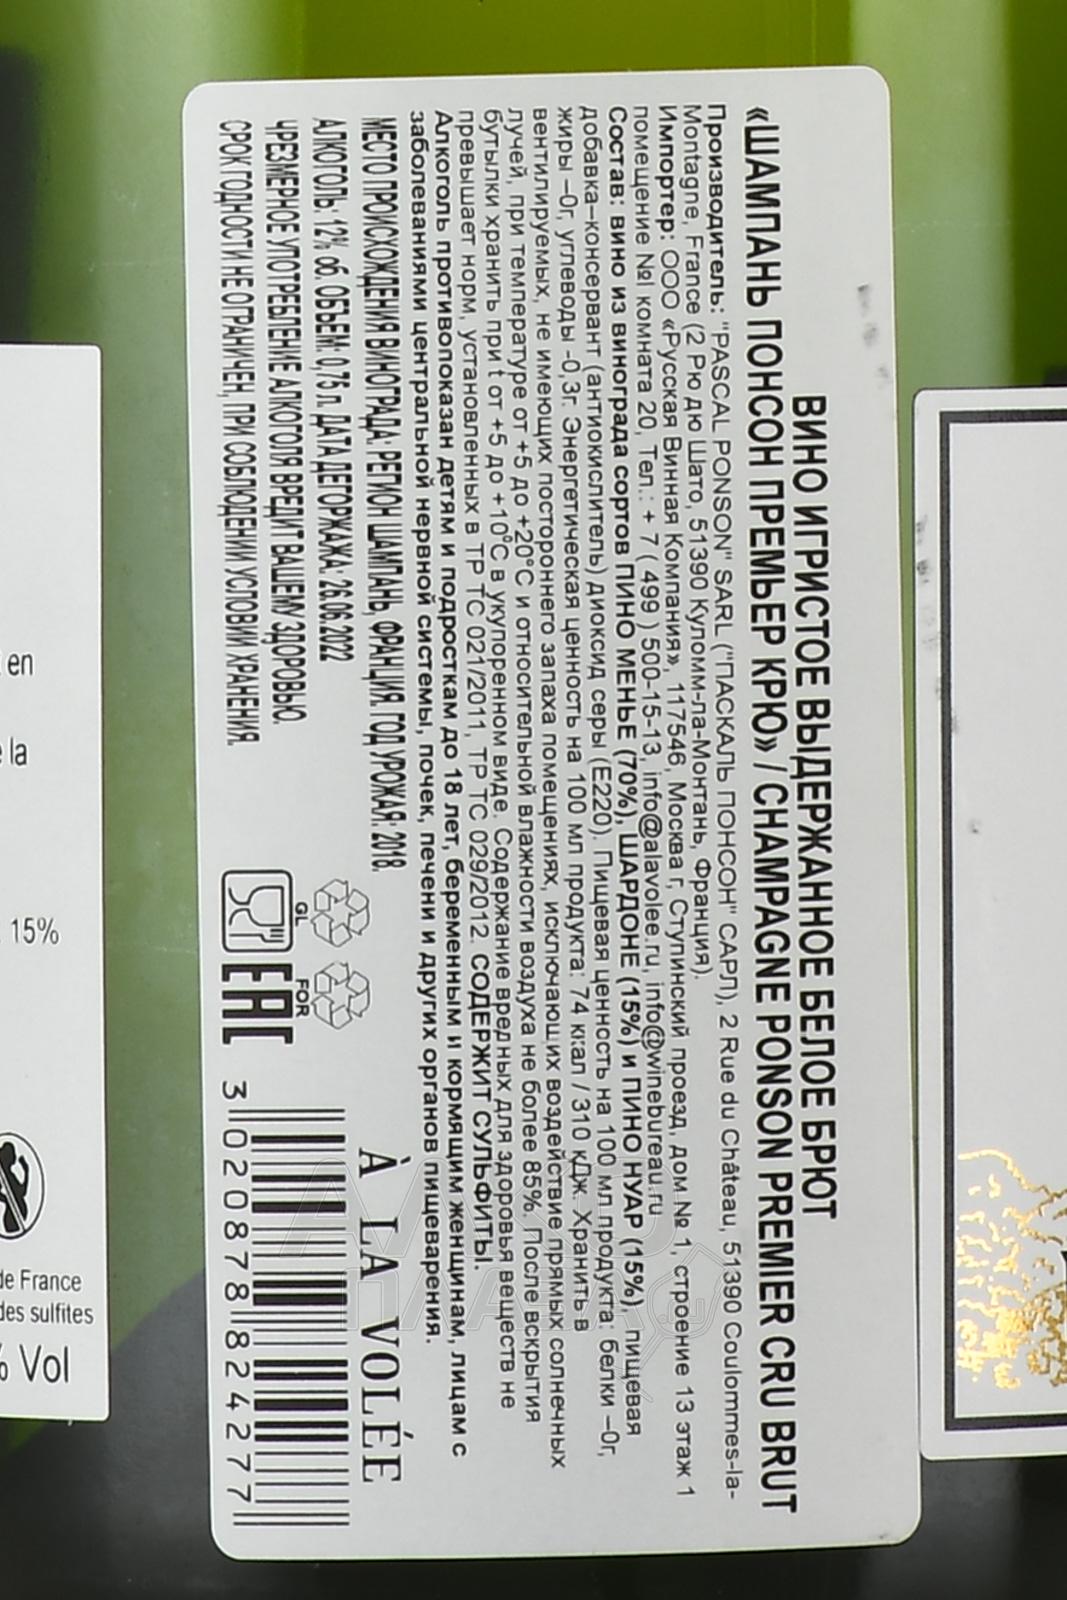 ВИНО ИГРИСТОЕ ВЫДЕРЖАННОЕ БЕЛОЕ БРЮТ
«ШАМПАНЬ ПОНСОН ПРЕМЬЕР КРЮ» / CHAMPAGNE PONSON PREMIER CRU BRUT
Производитель: "PASCAL PONSON" SARL ("ПАСКАЛЬ ПОНСОН" САРЛ), 2 Rue du Château, 51390 Coulommes-la-
Montagne, France (2 Рю дю Шато, 51390 Куломм-ла-Монтань, Франция).
Импортер: ООО «Русская Винная Компания», 117546, Москва г, Ступинский проезд, дом № 1, строение 13 этаж 1
помещение №I комната 20, Тел.: + 7 ( 499 ) 500-15-13, info@alavolee.ru, info@winebureau.ru
Состав: вино из винограда сортов ПИНО МЕНЬЕ (70%), ШАРДОНЕ (15%) и ПИНО НУАР (15%), пищевая
добавка–консервант (антиокислитель) диоксид серы (Е220). Пищевая ценность на 100 мл продукта: белки –0г,
жиры –0г, углеводы -0,3г. Энергетическая ценность на 100 мл продукта: 74 ккал / 310 кДж. Хранить в
вентилируемых, не имеющих постороннего запаха помещениях, исключающих воздействие прямых солнечных
лучей, при температуре от +5 до +20°С и относительной влажности воздуха не более 85%. После вскрытия
бутылки хранить при t от +5 до +10°С в укупоренном виде. Содержание вредных для здоровья веществ не
превышает норм, установленных в ТР ТС 021/2011, ТР ТС 029/2012. СОДЕРЖИТ СУЛЬФИТЫ.
Алкоголь противопоказан детям и подросткам до 18 лет, беременным и кормящим женщинам, лицам с
заболеваниями центральной нервной системы, почек, печени и других органов пищеварения.
МЕСТО ПРОИСХОЖДЕНИЯ ВИНОГРАДА: РЕГИОН ШАМПАНЬ, ФРАНЦИЯ. ГОД УРОЖАЯ: 2018.
АЛКОГОЛЬ: 12% об. ОБЪЕМ: 0,75 л. ДАТА ДЕГОРЖАЖА: 26.06.2022
ЧРЕЗМЕРНОЕ УПОТРЕБЛЕНИЕ АЛКОГОЛЯ ВРЕДИТ ВАШЕМУ ЗДОРОВЬЮ.
СРОК ГОДНОСТИ НЕ ОГРАНИЧЕН, ПРИ СОБЛЮДЕНИИ УСЛОВИЙ ХРАНЕНИЯ.
GL FOR
EAC
À LA VOLÉE
3020878824277
en
la
15%
de France
des sulfites
% Vol